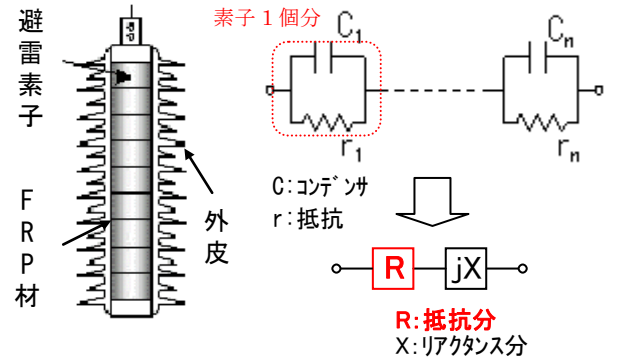 避雷素子
FRP材
外皮
素子１個分
C1
Cn
r1
rn
C:コンデンサ
r:抵抗
R
jX
R:抵抗分
X:リアクタンス分